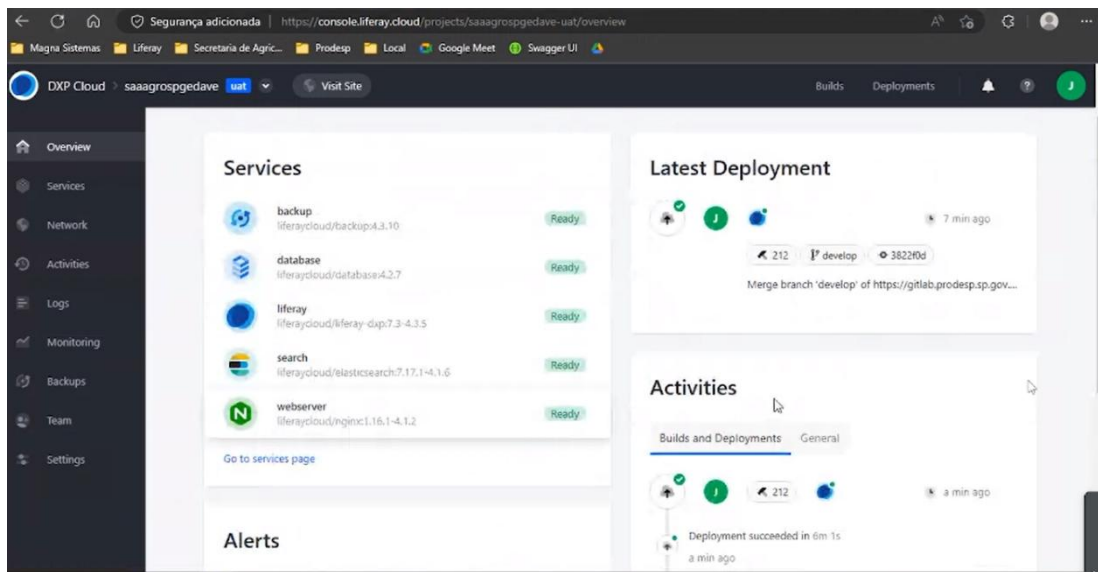 Segurança adicionada | https://console.liferay.cloud/projects/saaagrospgedave-uat/overview
Magna Sistemas Liferay Secretaria de Agric... Prodesp Local Google Meet Swagger UI
DXP Cloud saaagrospgedave uat Visit Site Builds Deployments J
Overview
Services
Network
Activities
Logs
Monitoring
Backups
Team
Settings
Services
backup
liferaycloud/backup:4.3.10
Ready
database
liferaycloud/database:4.2.7
Ready
liferay
liferaycloud/liferay-dxp:7.3-4.3.5
Ready
search
liferaycloud/elasticsearch:7.17.1-4.1.6
Ready
webserver
liferaycloud/nginx:1.16.1-4.1.2
Ready
Go to services page
Alerts
Latest Deployment
J 7 min ago
212 develop 3822f0d
Merge branch 'develop' of https://gitlab.prodesp.sp.gov....
Activities
Builds and Deployments General
J 212 a min ago
Deployment succeeded in 6m 1s
a min ago